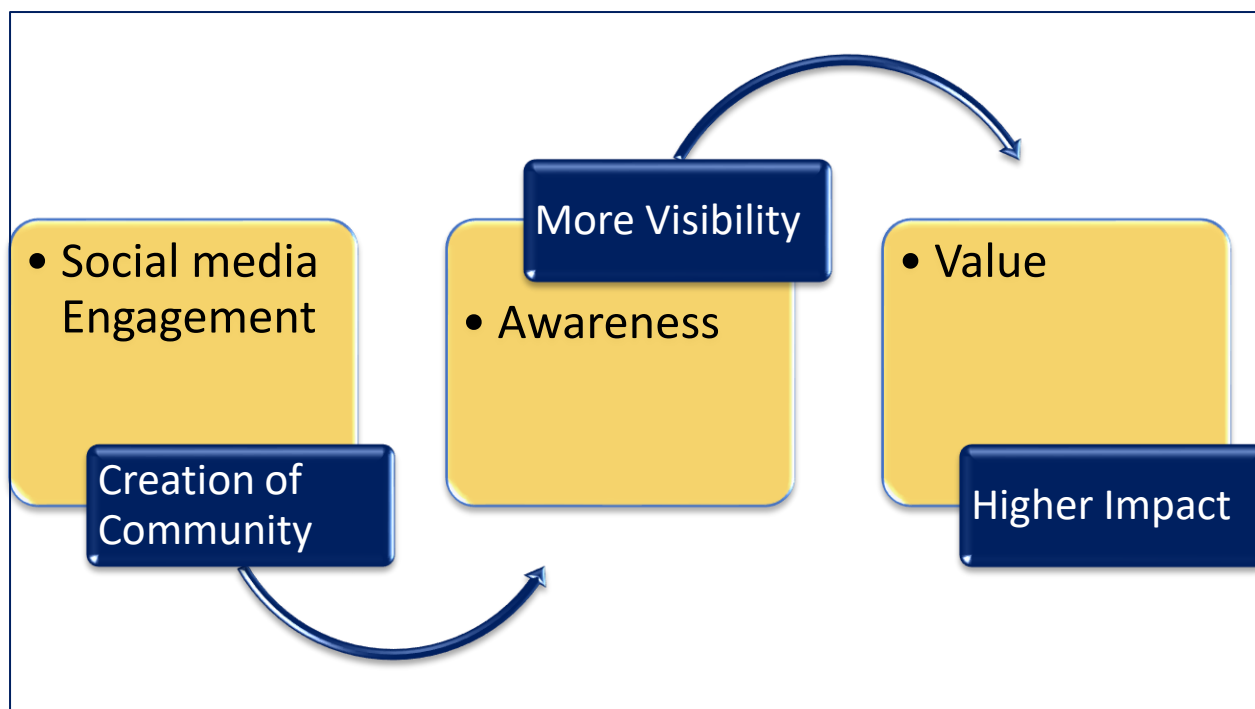 • Social media
Engagement
Creation of
Community
More Visibility
• Awareness
• Value
Higher Impact